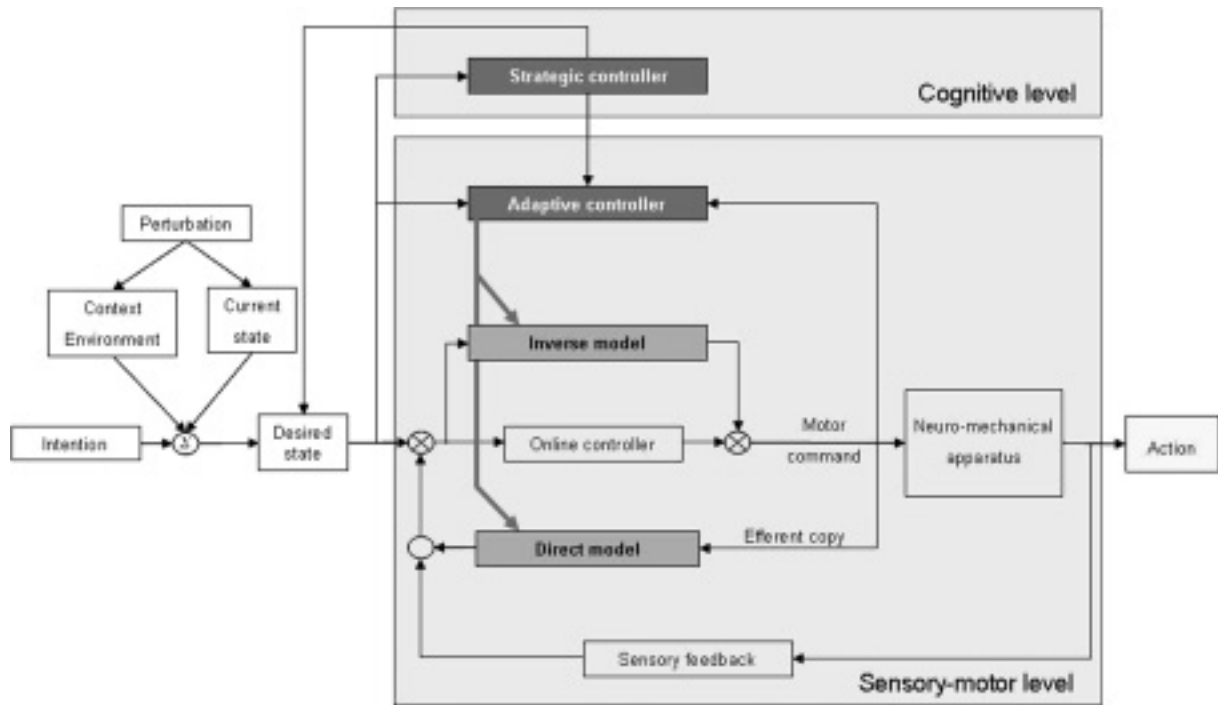 Strategic controller
Cognitive level
Adaptive controller
Perturbation
Context
Environment
Current
state
Inverse model
Intention
Δ
Desired
state
Online controller
Motor
command
Neuro-mechanical
apparatus
Action
Direct model
Efferent copy
Sensory feedback
Sensory-motor level